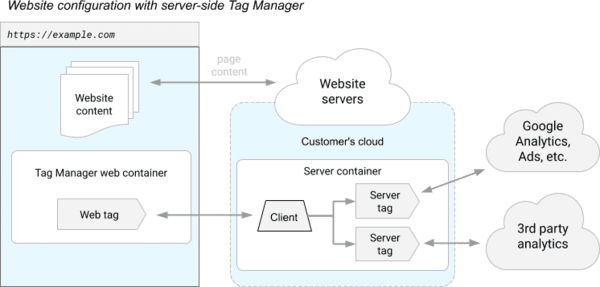 Website configuration with server-side Tag Manager
https://example.com
page
content
Website
content
Website
servers
Customer's cloud
Tag Manager web container
Web tag
Server container
Client
Server
tag
Server
tag
Google
Analytics,
Ads, etc.
3rd party
analytics